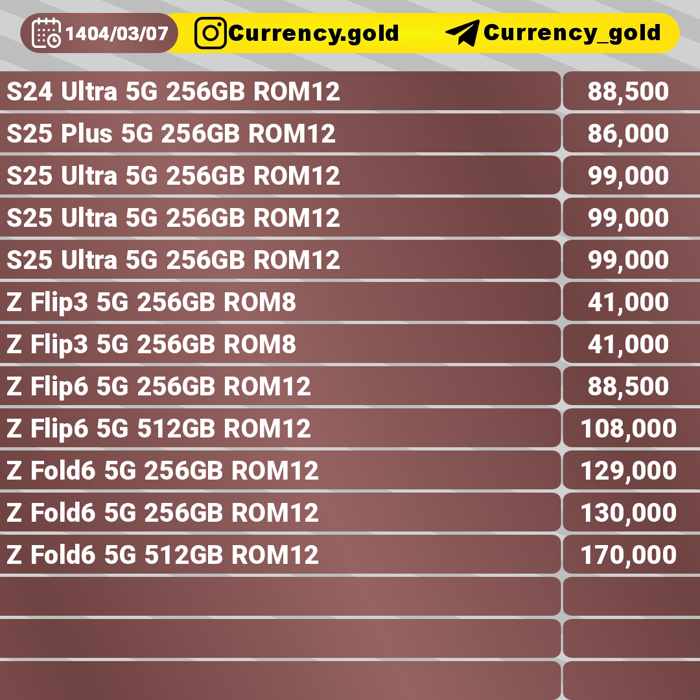 1404/03/07 Currency.gold Currency_gold
S24 Ultra 5G 256GB ROM12 88,500
S25 Plus 5G 256GB ROM12 86,000
S25 Ultra 5G 256GB ROM12 99,000
S25 Ultra 5G 256GB ROM12 99,000
S25 Ultra 5G 256GB ROM12 99,000
Z Flip3 5G 256GB ROM8 41,000
Z Flip3 5G 256GB ROM8 41,000
Z Flip6 5G 256GB ROM12 88,500
Z Flip6 5G 512GB ROM12 108,000
Z Fold6 5G 256GB ROM12 129,000
Z Fold6 5G 256GB ROM12 130,000
Z Fold6 5G 512GB ROM12 170,000